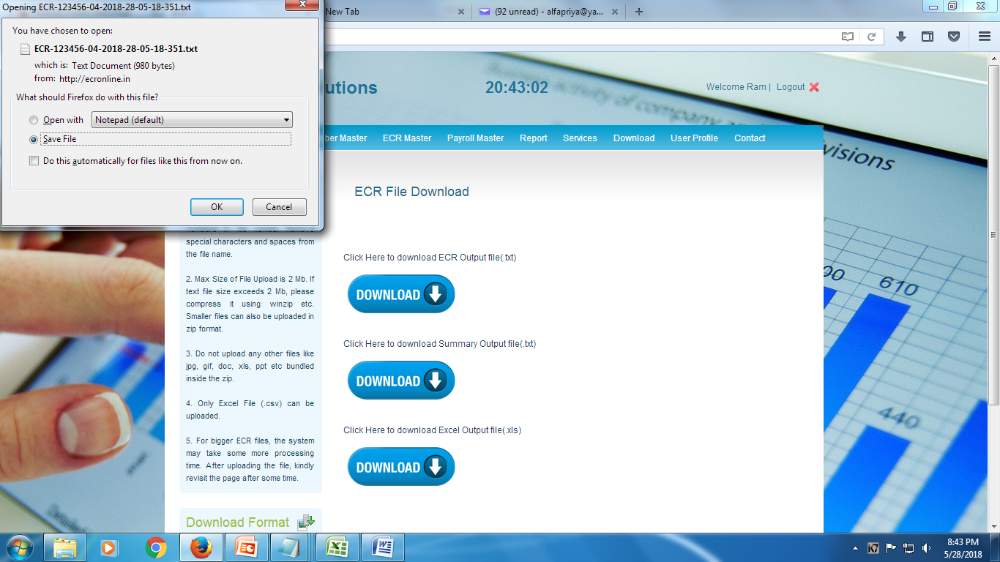 Opening ECR-123456-04-2018-28-05-18-351.txt
You have chosen to open:
ECR-123456-04-2018-28-05-18-351.txt
which is: Text Document (980 bytes)
from: http://ecronline.in
What should Firefox do with this file?
Open with
Notepad (default)
Save File
Do this automatically for files like this from now on.
OK
Cancel
New Tab
(92 unread) - alfapriya@ya...
utions
20:43:02
Welcome Ram | Logout
ber Master
ECR Master
Payroll Master
Report
Services
Download
User Profile
Contact
ECR File Download
special characters and spaces from
the file name.
2. Max Size of File Upload is 2 Mb. If
text file size exceeds 2 Mb, please
compress it using winzip etc.
Smaller files can also be uploaded in
zip format.
3. Do not upload any other files like
jpg, gif, doc, xls, ppt etc bundled
inside the zip.
4. Only Excel File (.csv) can be
uploaded.
5. For bigger ECR files, the system
may take some more processing
time. After uploading the file, kindly
revisit the page after some time.
Download Format
Click Here to download ECR Output file(.txt)
DOWNLOAD
Click Here to download Summary Output file(.txt)
DOWNLOAD
Click Here to download Excel Output file(.xls)
DOWNLOAD
activity of company
visions
00
610
440
K7
8:43 PM
5/28/2018